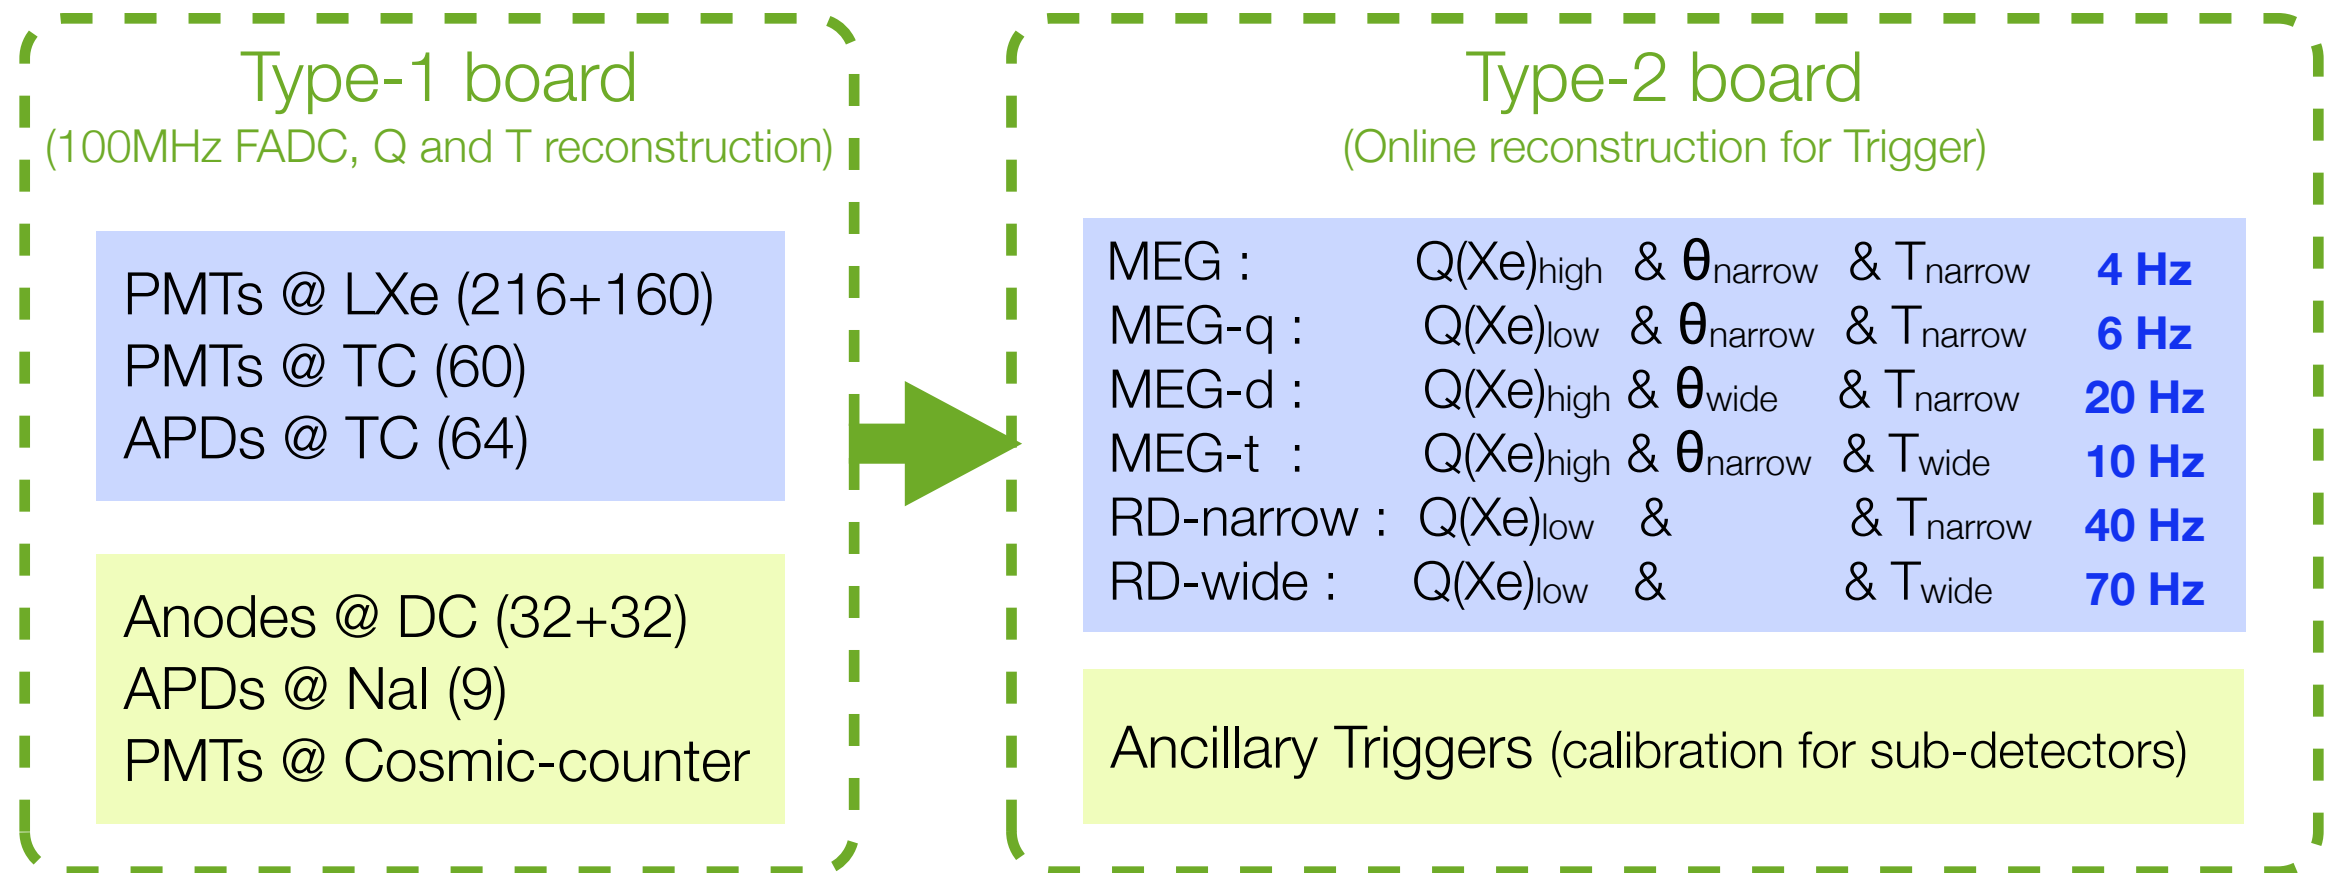 Type-1 board
(100MHz FADC, Q and T reconstruction)
PMTs @ LXe (216+160)
PMTs @ TC (60)
APDs @ TC (64)
Anodes @ DC (32+32)
APDs @ NaI (9)
PMTs @ Cosmic-counter
Type-2 board
(Online reconstruction for Trigger)
MEG : Q(Xe)high & θnarrow & Tnarrow 4 Hz
MEG-q : Q(Xe)low & θnarrow & Tnarrow 6 Hz
MEG-d : Q(Xe)high & θwide & Tnarrow 20 Hz
MEG-t : Q(Xe)high & θnarrow & Twide 10 Hz
RD-narrow : Q(Xe)low & & Tnarrow 40 Hz
RD-wide : Q(Xe)low & & Twide 70 Hz
Ancillary Triggers (calibration for sub-detectors)